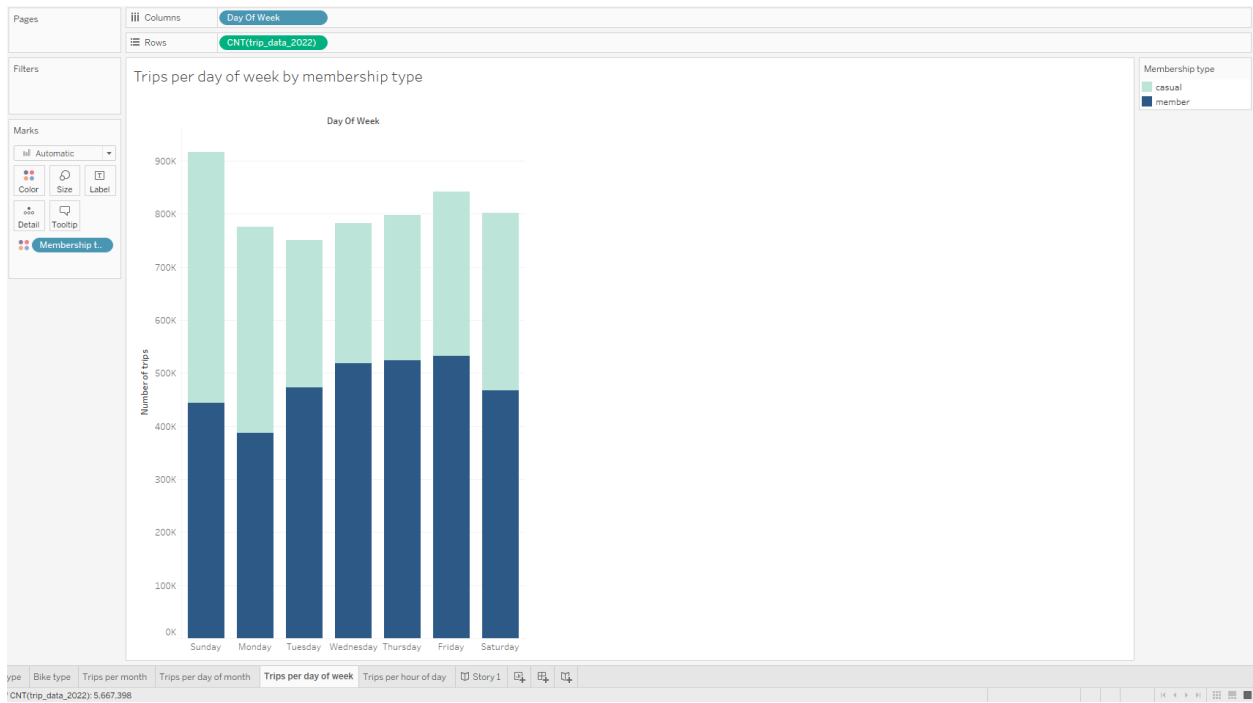 Pages
Columns
Day Of Week
Rows
CNT(trip_data_2022)
Filters
Marks
Automatic
Color
Size
Label
Detail
Tooltip
Membership t..
Trips per day of week by membership type
Day Of Week
Number of trips
900K
800K
700K
600K
500K
400K
300K
200K
100K
0K
Sunday Monday Tuesday Wednesday Thursday Friday Saturday
Membership type
casual
member
ype Bike type Trips per month Trips per day of month Trips per day of week Trips per hour of day Story 1
CNT(trip_data_2022): 5.667.398